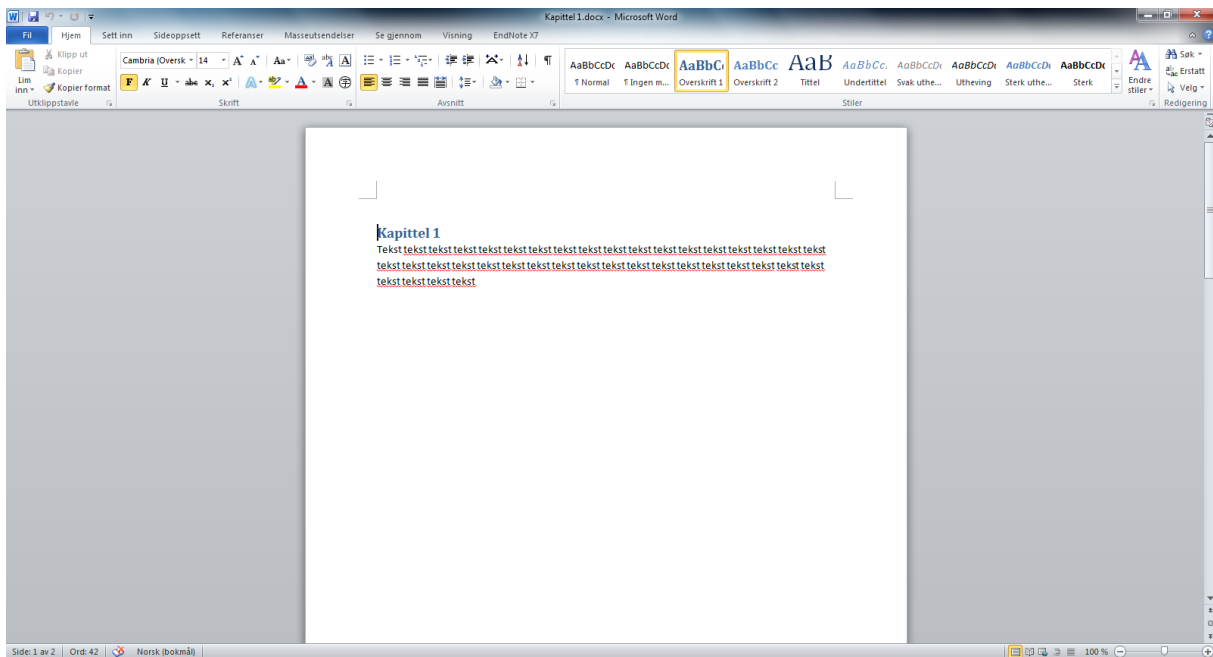 Kapittel 1.docx - Microsoft Word
Fil Hjem Sett inn Sideoppsett Referanser Masseutsendelser Se gjennom Visning EndNote X7
Lim inn
Klipp ut
Kopier
Kopier format
Utklippstavle
Cambria (Oversk 14
F K U abc x, x²
Skrift
Avsnitt
AaBbCcDc AaBbCcDc AaBbC AaBbCc AaB AaBbCc. AaBbCcDc AaBbCcDc AaBbCcDc AaBbCcDc
¶ Normal ¶ Ingen m... Overskrift 1 Overskrift 2 Tittel Undertittel Svak uthe... Utheving Sterk uthe... Sterk
Stiler
Endre stiler
Søk
Erstatt
Velg
Redigering
Kapittel 1
Tekst tekst tekst tekst tekst tekst tekst tekst tekst tekst tekst tekst tekst tekst tekst tekst tekst tekst
tekst tekst tekst tekst tekst tekst tekst tekst tekst tekst tekst tekst tekst tekst tekst tekst tekst tekst
tekst tekst tekst tekst
Side: 1 av 2 Ord: 42 Norsk (bokmål) 100 %